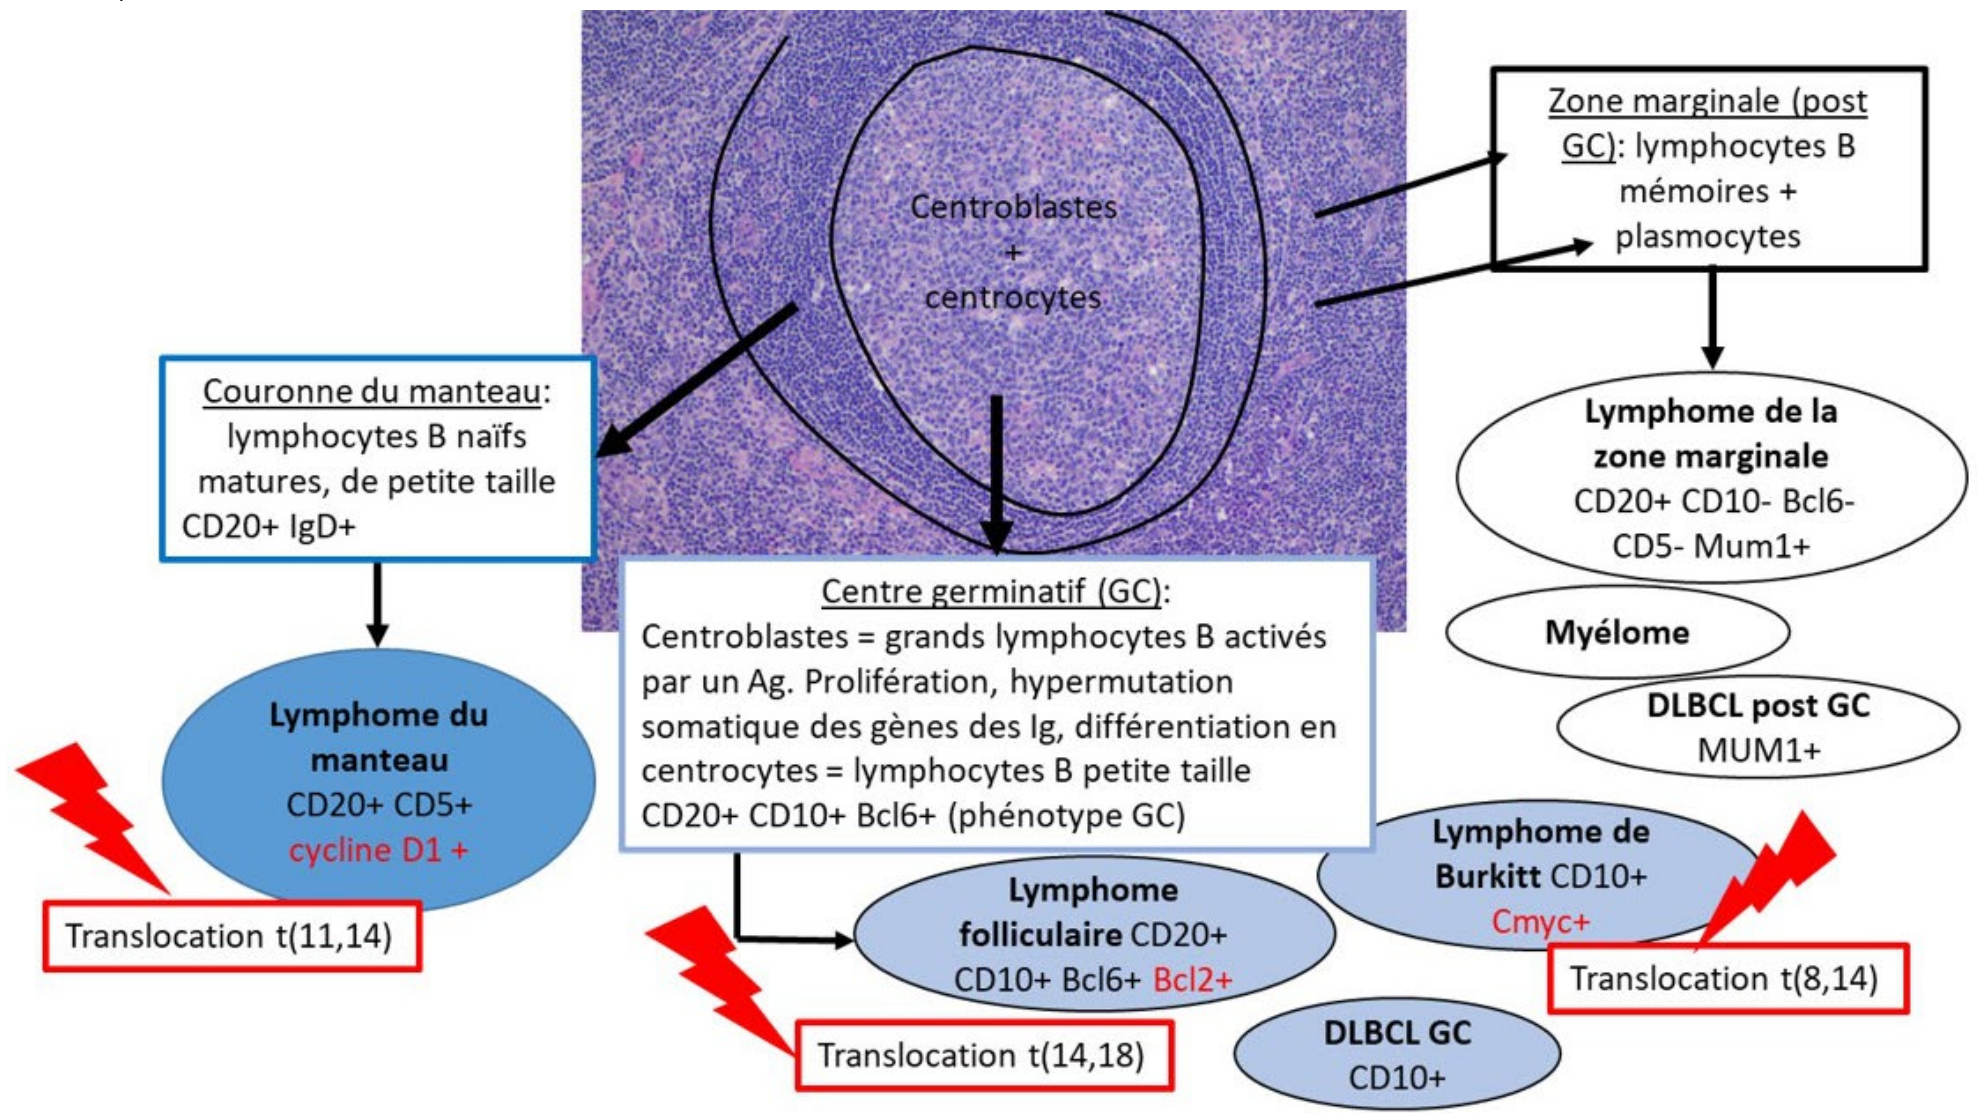 Centroblastes
+
centrocytes
Zone marginale (post
GC): lymphocytes B
mémoires +
plasmocytes
Couronne du manteau:
lymphocytes B naïfs
matures, de petite taille
CD20+ IgD+
Lymphome du
manteau
CD20+ CD5+
cycline D1 +
Translocation t(11,14)
Centre germinatif (GC):
Centroblastes = grands lymphocytes B activés
par un Ag. Prolifération, hypermutation
somatique des gènes des Ig, différentiation en
centrocytes = lymphocytes B petite taille
CD20+ CD10+ Bcl6+ (phénotype GC)
Lymphome
folliculaire CD20+
CD10+ Bcl6+ Bcl2+
Translocation t(14,18)
DLBCL GC
CD10+
Lymphome de
Burkitt CD10+
Cmyc+
Translocation t(8,14)
Lymphome de la
zone marginale
CD20+ CD10- Bcl6-
CD5- Mum1+
Myélome
DLBCL post GC
MUM1+